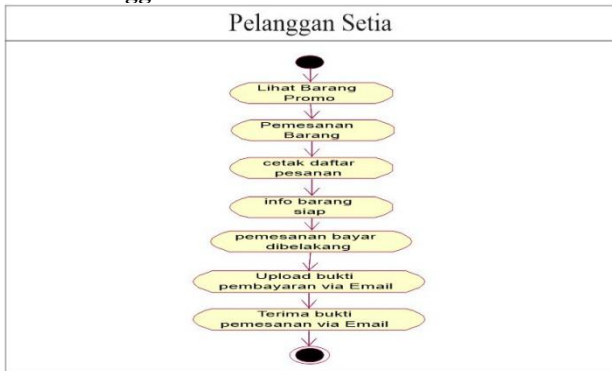 Pelanggan Setia
Lihat Barang
Promo
Pemesanan
Barang
cetak daftar
pesanan
info barang
siap
pemesanan bayar
dibelakang
Upload bukti
pembayaran via Email
Terima bukti
pemesanan via Email